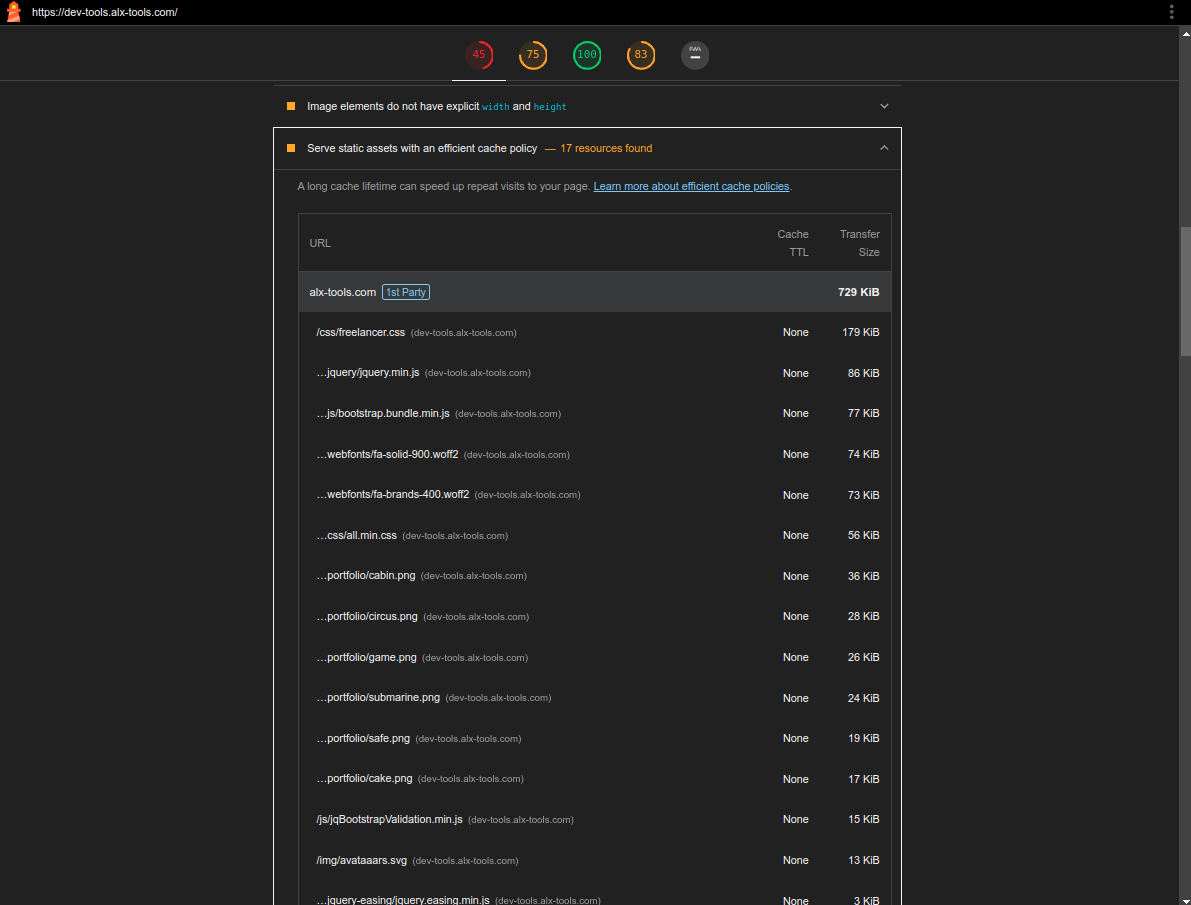 https://dev-tools.alx-tools.com/
45 75 100 83 PWA
Image elements do not have explicit width and height
Serve static assets with an efficient cache policy — 17 resources found
A long cache lifetime can speed up repeat visits to your page. Learn more about efficient cache policies.
URL Cache TTL Transfer Size
alx-tools.com 1st Party 729 KiB
/css/freelancer.css (dev-tools.alx-tools.com) None 179 KiB
…jquery/jquery.min.js (dev-tools.alx-tools.com) None 86 KiB
…js/bootstrap.bundle.min.js (dev-tools.alx-tools.com) None 77 KiB
…webfonts/fa-solid-900.woff2 (dev-tools.alx-tools.com) None 74 KiB
…webfonts/fa-brands-400.woff2 (dev-tools.alx-tools.com) None 73 KiB
…css/all.min.css (dev-tools.alx-tools.com) None 56 KiB
…portfolio/cabin.png (dev-tools.alx-tools.com) None 36 KiB
…portfolio/circus.png (dev-tools.alx-tools.com) None 28 KiB
…portfolio/game.png (dev-tools.alx-tools.com) None 26 KiB
…portfolio/submarine.png (dev-tools.alx-tools.com) None 24 KiB
…portfolio/safe.png (dev-tools.alx-tools.com) None 19 KiB
…portfolio/cake.png (dev-tools.alx-tools.com) None 17 KiB
/js/jqBootstrapValidation.min.js (dev-tools.alx-tools.com) None 15 KiB
/img/avataaars.svg (dev-tools.alx-tools.com) None 13 KiB
…jquery-easing/jquery.easing.min.js (dev-tools.alx-tools.com) None 3 KiB